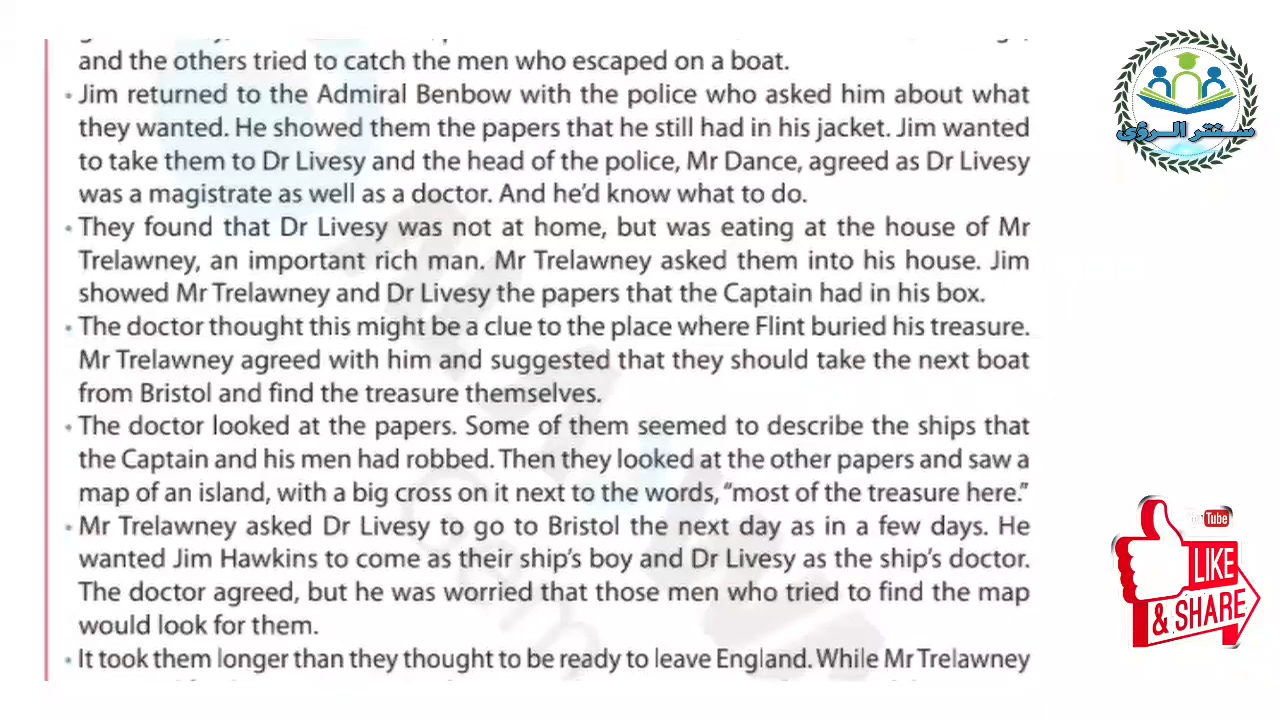 and the others tried to catch the men who escaped on a boat.
• Jim returned to the Admiral Benbow with the police who asked him about what
they wanted. He showed them the papers that he still had in his jacket. Jim wanted
to take them to Dr Livesy and the head of the police, Mr Dance, agreed as Dr Livesy
was a magistrate as well as a doctor. And he’d know what to do.
• They found that Dr Livesy was not at home, but was eating at the house of Mr
Trelawney, an important rich man. Mr Trelawney asked them into his house. Jim
showed Mr Trelawney and Dr Livesy the papers that the Captain had in his box.
• The doctor thought this might be a clue to the place where Flint buried his treasure.
Mr Trelawney agreed with him and suggested that they should take the next boat
from Bristol and find the treasure themselves.
• The doctor looked at the papers. Some of them seemed to describe the ships that
the Captain and his men had robbed. Then they looked at the other papers and saw a
map of an island, with a big cross on it next to the words, “most of the treasure here.”
• Mr Trelawney asked Dr Livesy to go to Bristol the next day as in a few days. He
wanted Jim Hawkins to come as their ship’s boy and Dr Livesy as the ship’s doctor.
The doctor agreed, but he was worried that those men who tried to find the map
would look for them.
• It took them longer than they thought to be ready to leave England. While Mr Trelawney
سنتر الرؤى
YouTube
LIKE
& SHARE